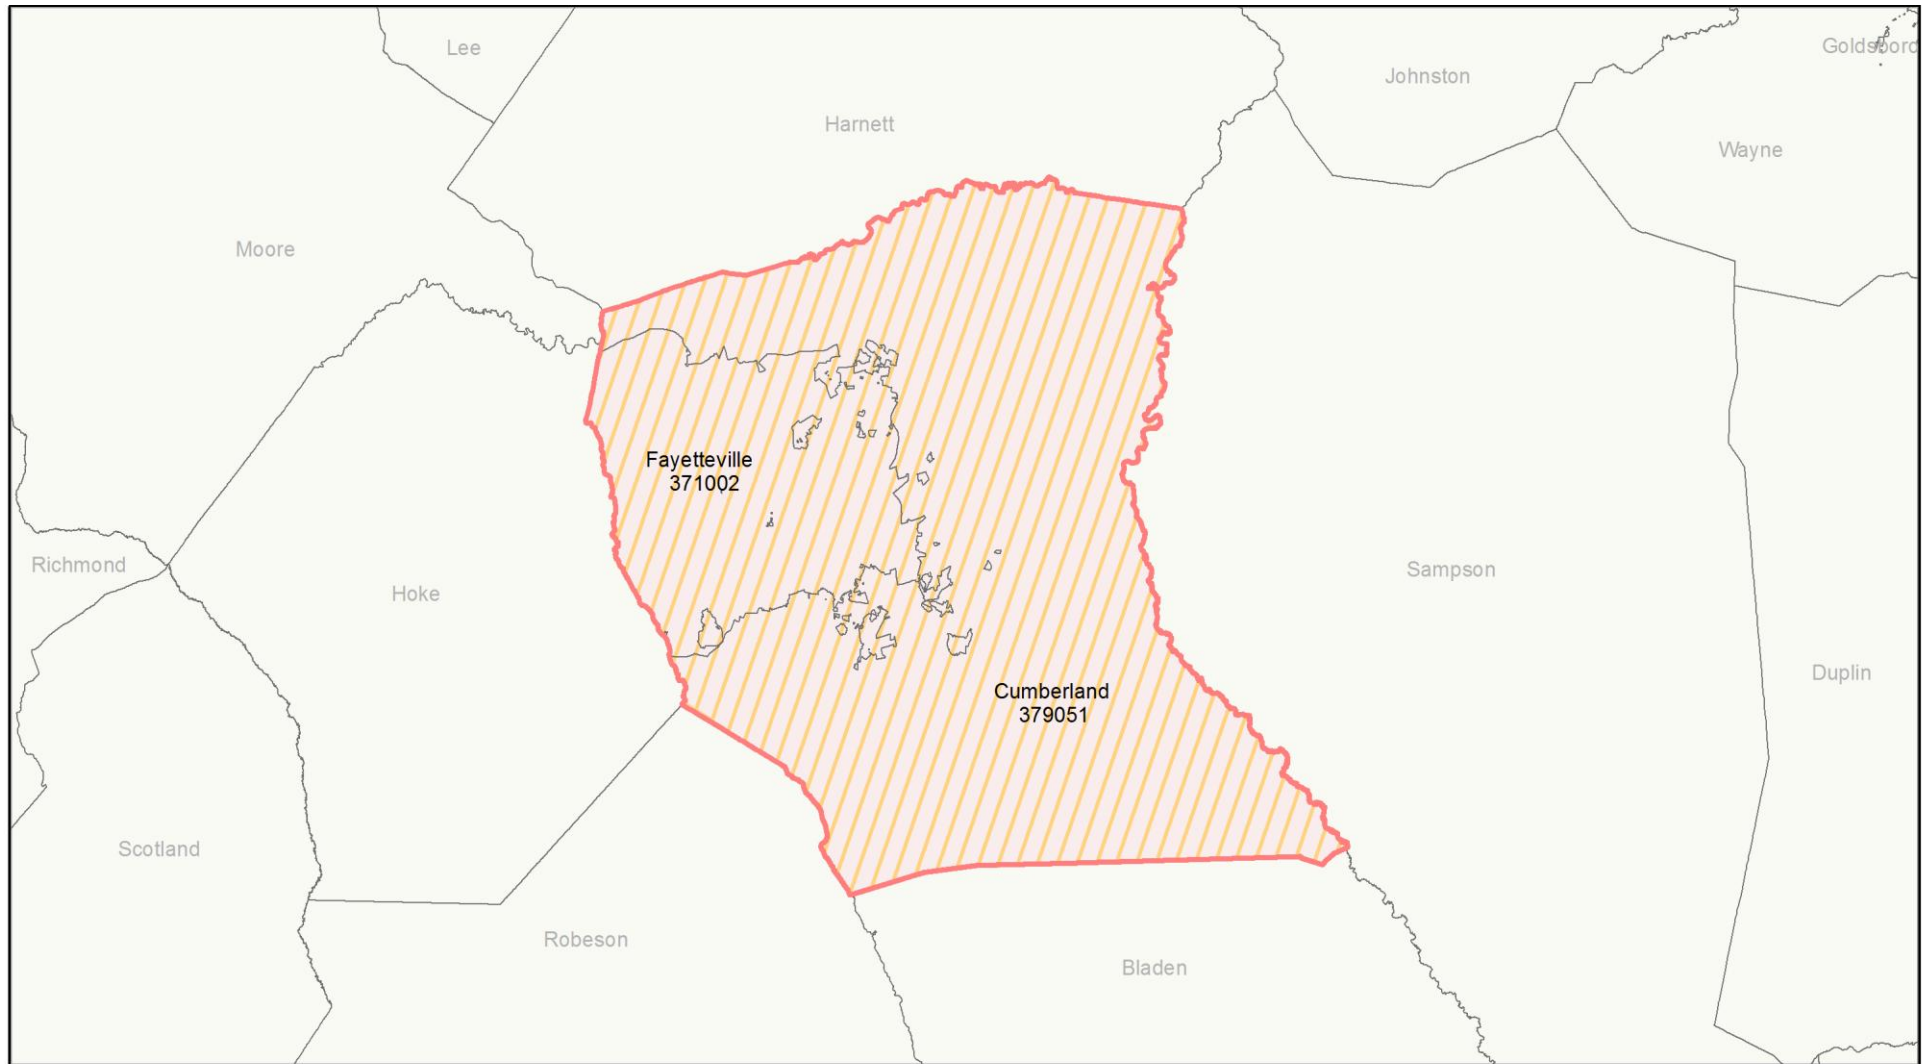 Lee
Goldsboro
Johnston
Harnett
Wayne
Moore
Fayetteville
371002
Richmond
Hoke
Sampson
Duplin
Cumberland
379051
Scotland
Robeson
Bladen